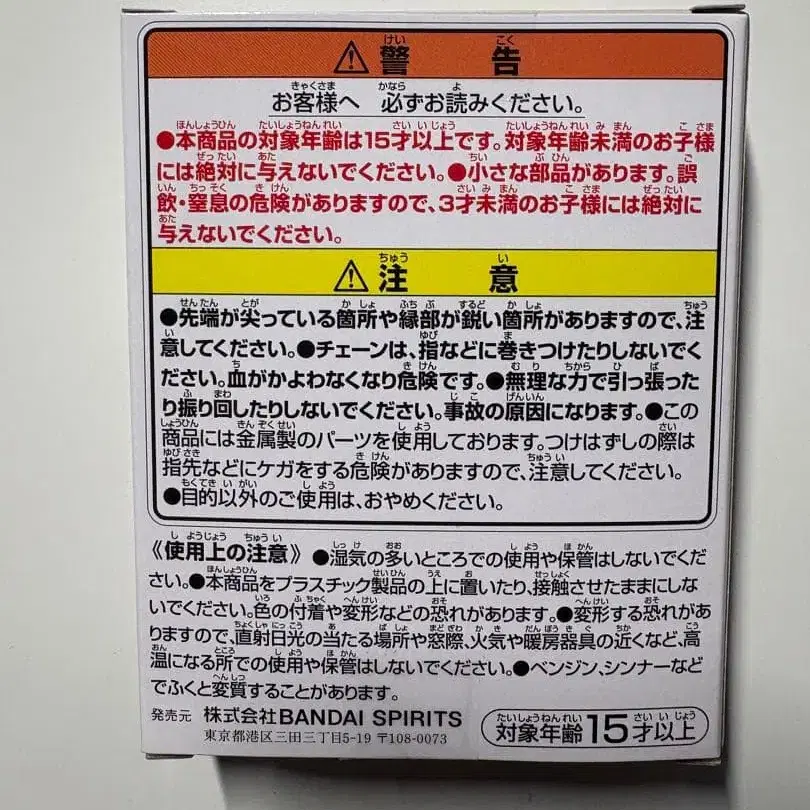 ⚠警告
お客様へ 必ずお読みください。
●本商品の対象年齢は15才以上です。対象年齢未満のお子様
には絶対に与えないでください。●小さな部品があります。誤
飲・窒息の危険がありますので、3才未満のお子様には絶対に
与えないでください。
⚠注意
●先端が尖っている箇所や縁部が鋭い箇所がありますので、注
意してください。●チェーンは、指などに巻きつけたりしないでく
ださい。血がかよわなくなり危険です。●無理な力で引っ張った
り振り回したりしないでください。事故の原因になります。●この
商品には金属製のパーツを使用しております。つけはずしの際は
指先などにケガをする危険がありますので、注意してください。
●目的以外のご使用は、おやめください。
《使用上の注意》●湿気の多いところでの使用や保管はしないでくだ
さい。●本商品をプラスチック製品の上に置いたり、接触させたままにしな
いでください。色の付着や変形などの恐れがあります。●変形する恐れがあ
りますので、直射日光の当たる場所や窓際、火気や暖房器具の近くなど、高
温になる所での使用や保管はしないでください。●ベンジン、シンナーなど
でふくと変質することがあります。
発売元 株式会社BANDAI SPIRITS
東京都港区三田三丁目5-19 〒108-0073
対象年齢15才以上